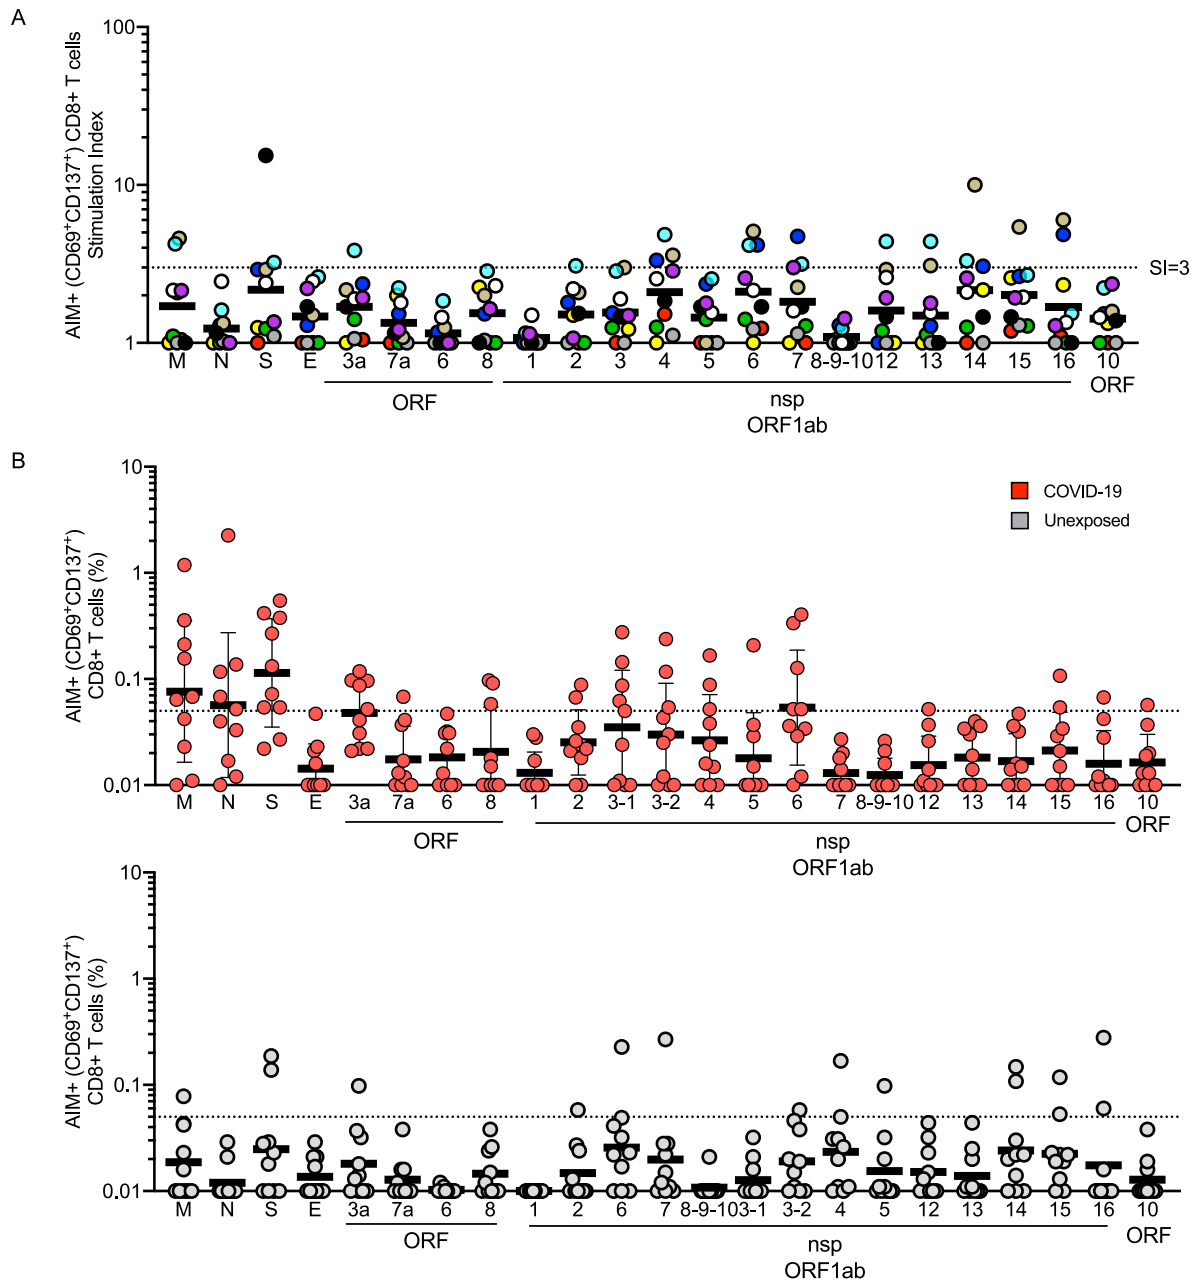 A
AIM+ (CD69+CD137+) CD8+ T cells
Stimulation Index
100
10
1
SI=3
M N S E 3a 7a 6 8 1 2 3 4 5 6 7 8-9-10 12 13 14 15 16 10
ORF
nsp
ORF1ab
ORF
B
AIM+ (CD69+CD137+)
CD8+ T cells (%)
10
1
0.1
0.01
COVID-19
Unexposed
M N S E 3a 7a 6 8 1 2 3-1 3-2 4 5 6 7 8-9-10 12 13 14 15 16 10
ORF
nsp
ORF1ab
ORF
AIM+ (CD69+CD137+)
CD8+ T cells (%)
10
1
0.1
0.01
M N S E 3a 7a 6 8 1 2 6 7 8-9-10 3-1 3-2 4 5 12 13 14 15 16 10
ORF
nsp
ORF1ab
ORF